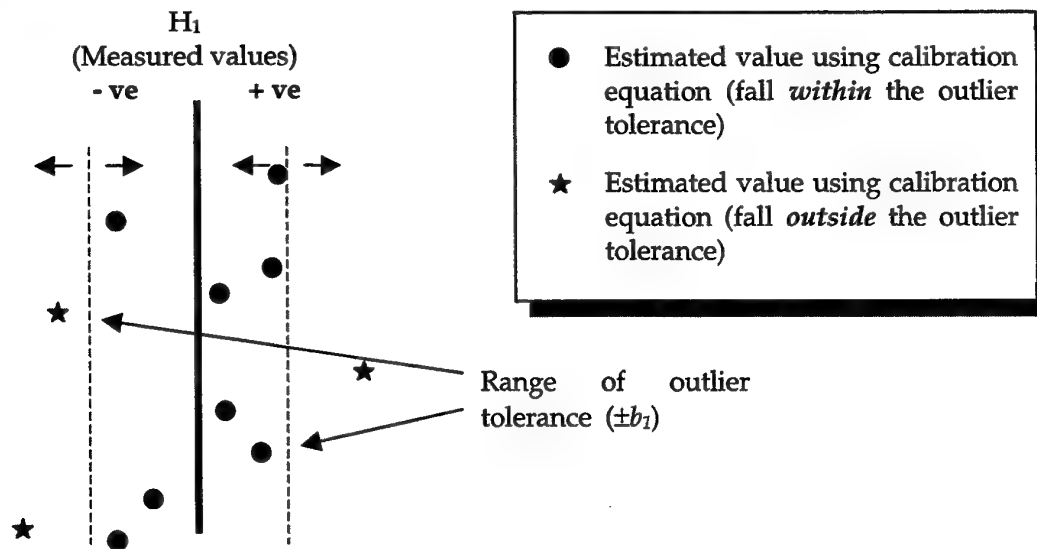 H₁
(Measured values)
- ve + ve
Estimated value using calibration
equation (fall within the outlier
tolerance)
Estimated value using calibration
equation (fall outside the outlier
tolerance)
Range of outlier
tolerance (±b₁)